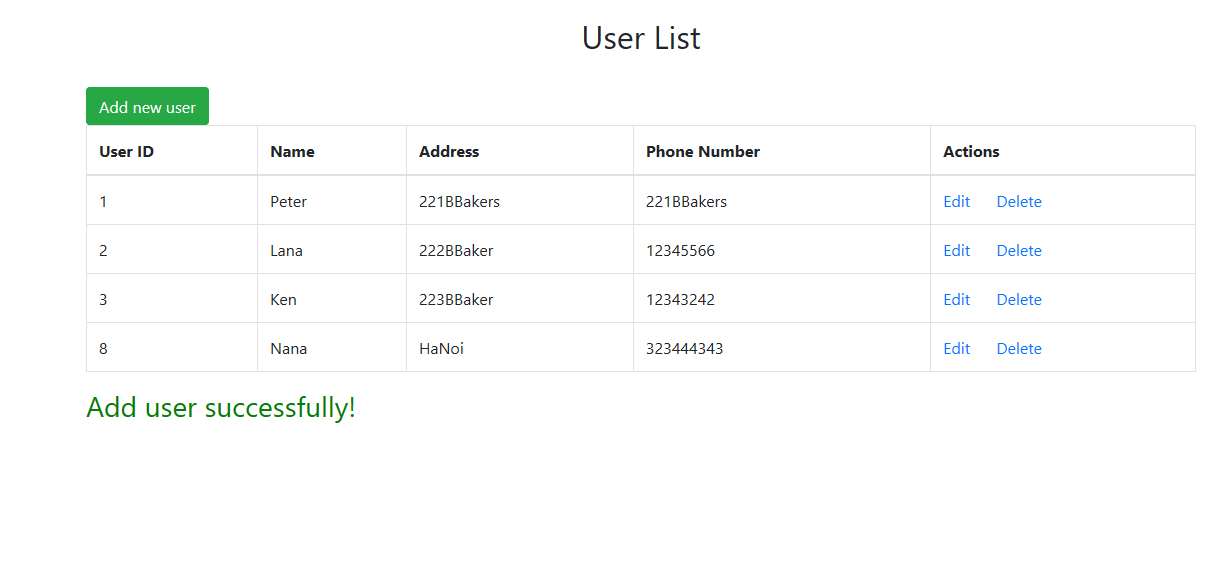 User List
Add new user
User ID Name Address Phone Number Actions
1 Peter 221BBakers 221BBakers Edit Delete
2 Lana 222BBaker 12345566 Edit Delete
3 Ken 223BBaker 12343242 Edit Delete
8 Nana HaNoi 323444343 Edit Delete
Add user successfully!